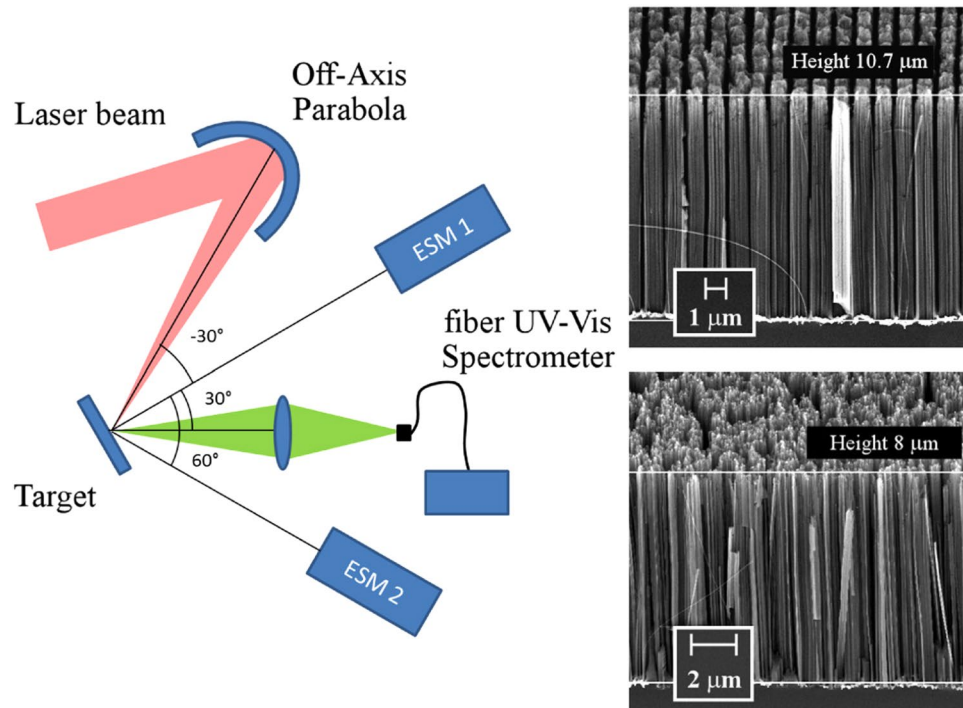 Off-Axis
Parabola
Laser beam
ESM 1
fiber UV-Vis
Spectrometer
-30°
30°
60°
Target
ESM 2
Height 10.7 μm
1 μm
Height 8 μm
2 μm